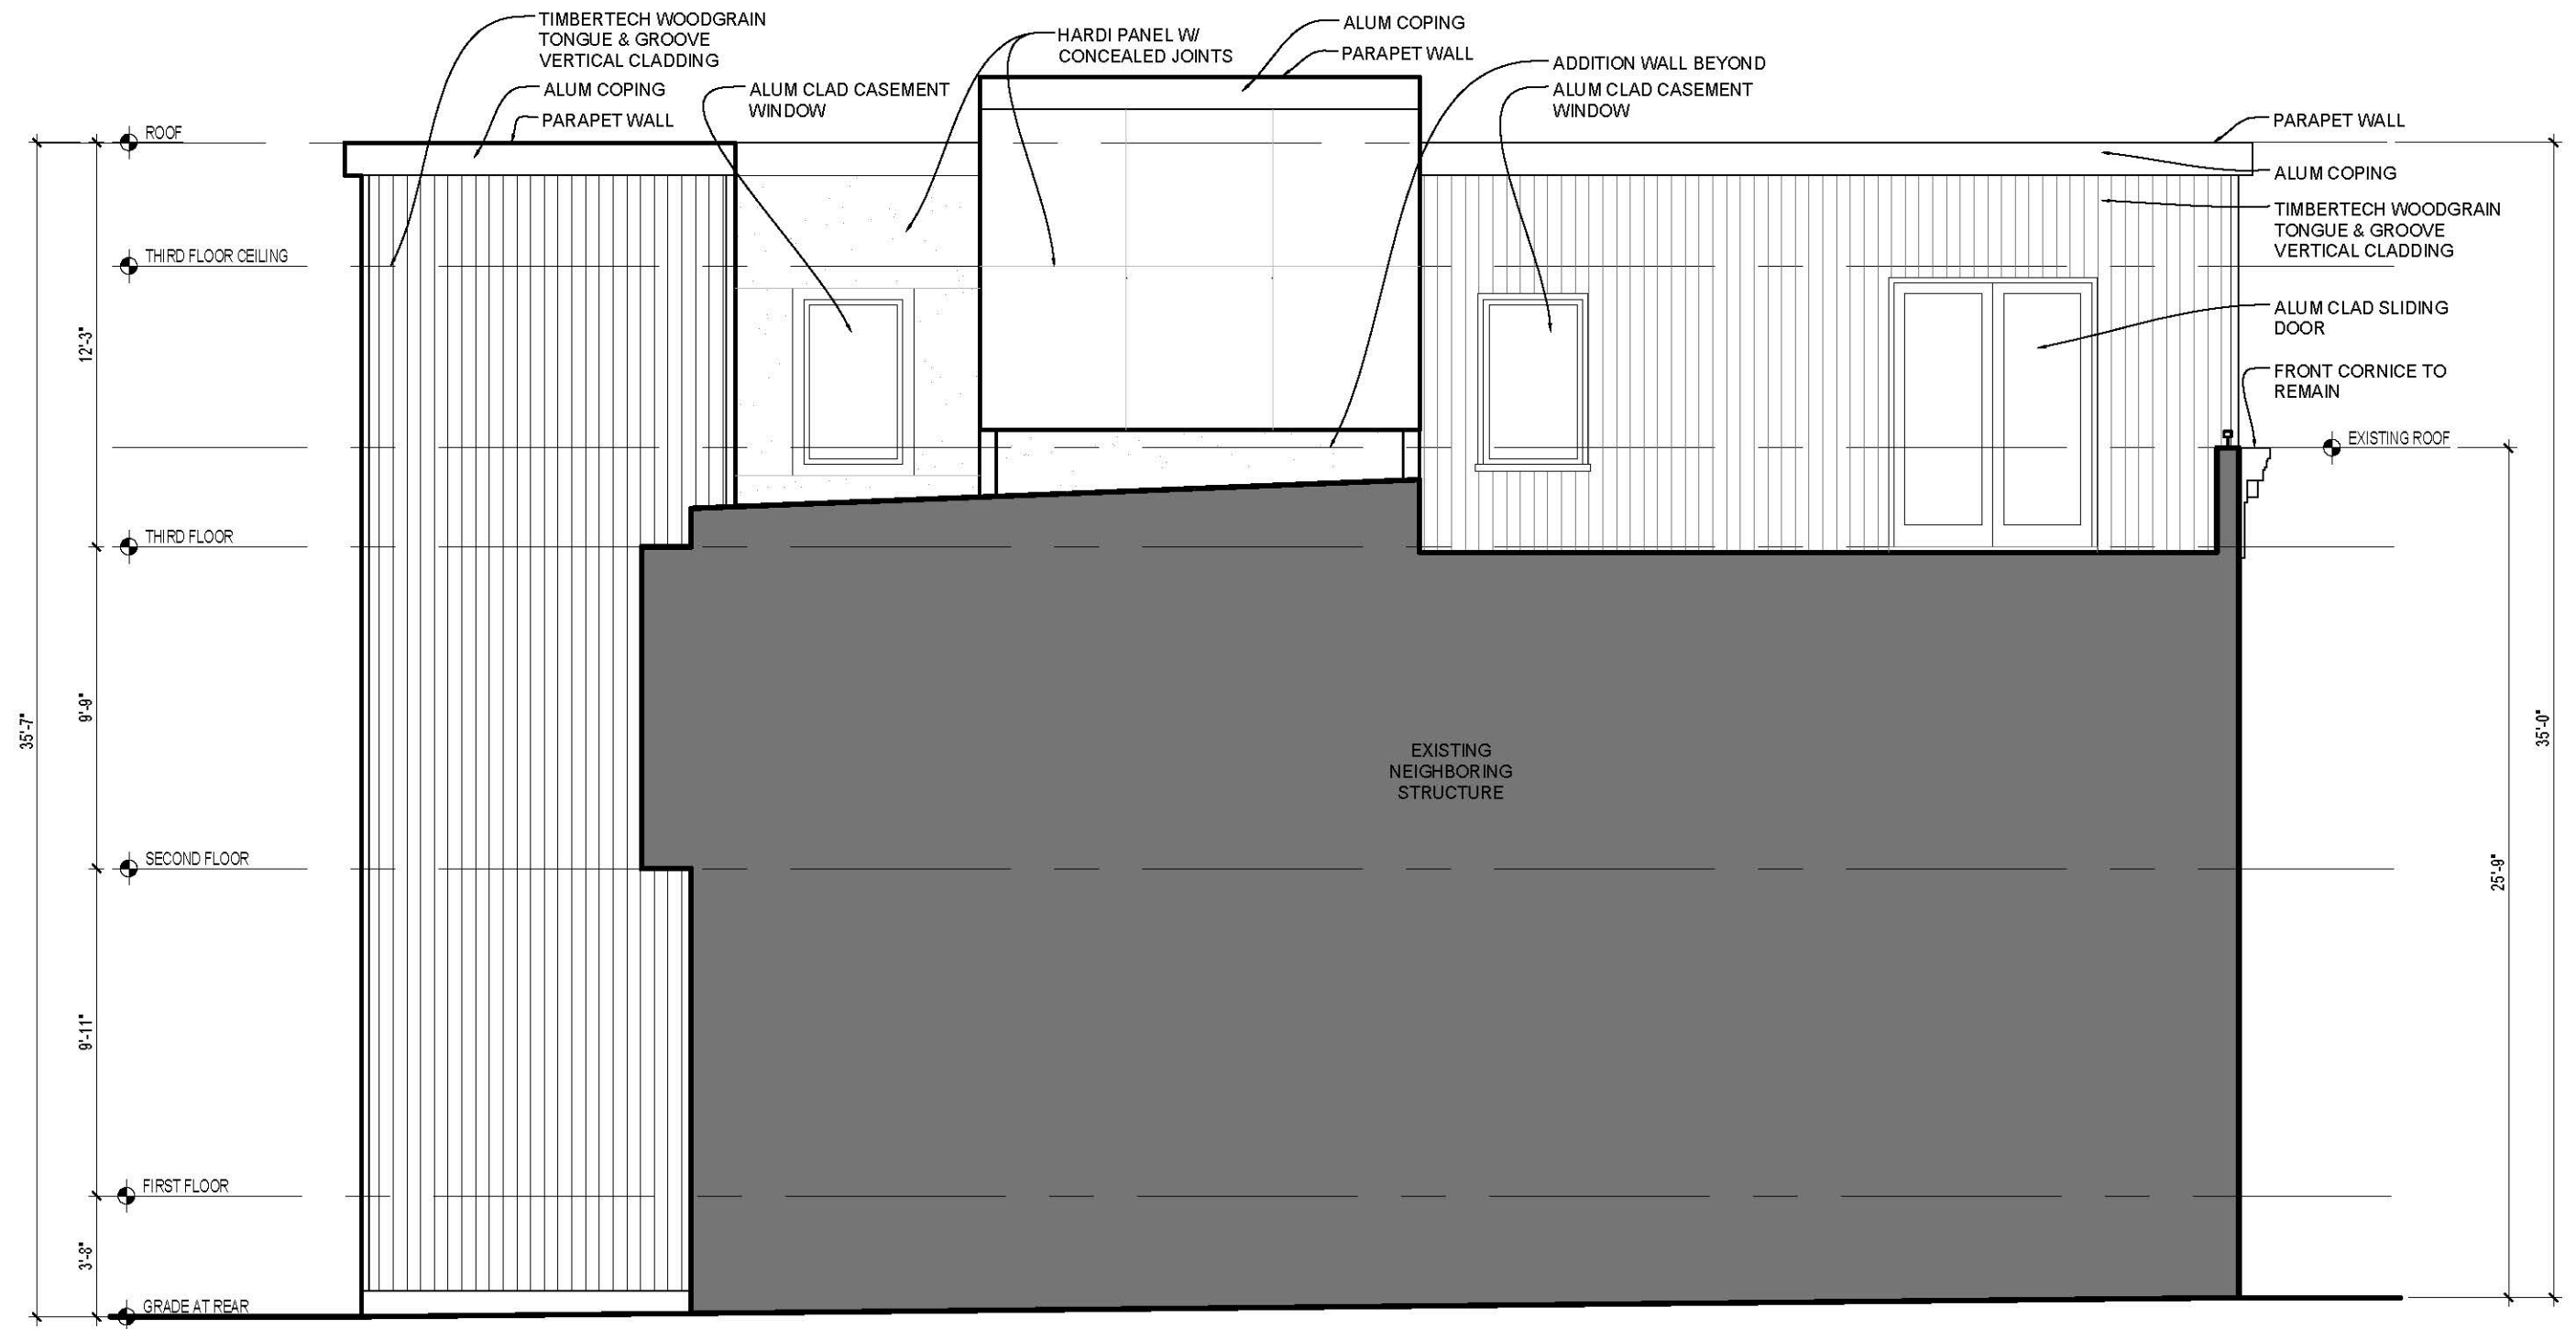 TIMBERTECH WOODGRAIN
TONGUE & GROOVE
VERTICAL CLADDING
ALUM COPING
PARAPET WALL
ALUM CLAD CASEMENT
WINDOW
HARDI PANEL W/
CONCEALED JOINTS
ALUM COPING
PARAPET WALL
ADDITION WALL BEYOND
ALUM CLAD CASEMENT
WINDOW
PARAPET WALL
ALUM COPING
TIMBERTECH WOODGRAIN
TONGUE & GROOVE
VERTICAL CLADDING
ALUM CLAD SLIDING
DOOR
FRONT CORNICE TO
REMAIN
EXISTING ROOF
ROOF
THIRD FLOOR CEILING
THIRD FLOOR
SECOND FLOOR
FIRST FLOOR
GRADE AT REAR
12'-3"
9'-9"
9'-11"
3'-8"
35'-7"
EXISTING
NEIGHBORING
STRUCTURE
25'-9"
35'-0"